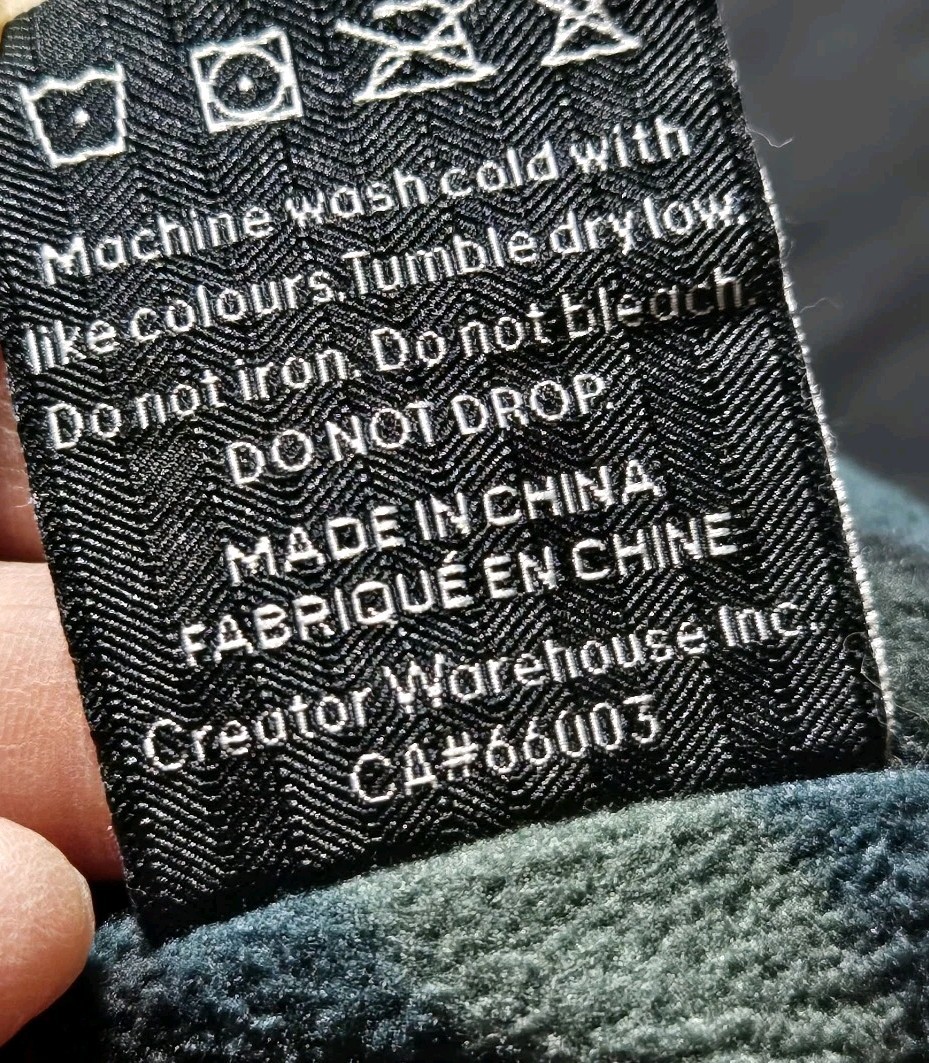 Machine wash cold with
like colours.Tumble dry low.
Do not iron. Do not bleach.
DO NOT DROP.
MADE IN CHINA
FABRIQUÉ EN CHINE
Creator Warehouse Inc.
CA#66003